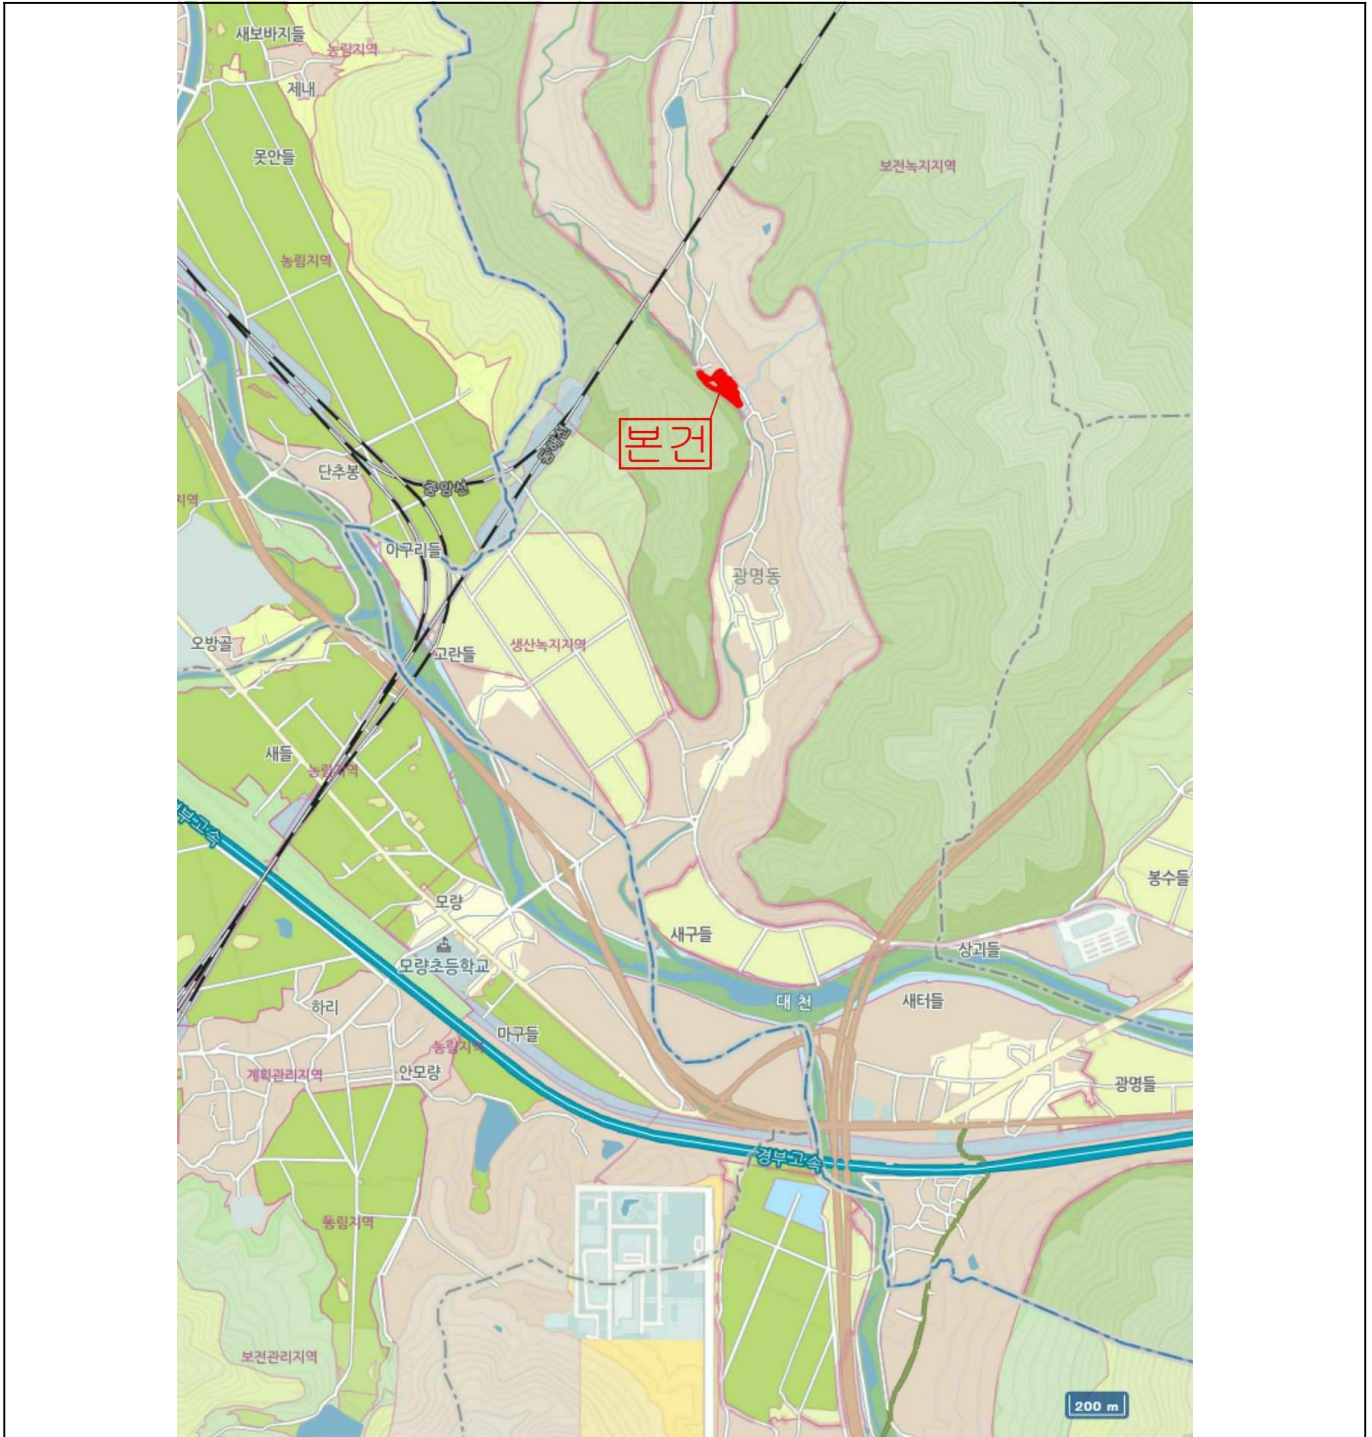 새보바지들
농림지역
제내
못안들
보전녹지지역
농림지역
본건
단추봉
중앙선
지역
아구리들
광명동
오방골
고란들
생산녹지지역
새들
농림지역
부고속
봉수들
모량
새구들
상괴들
모량초등학교
대 천
새터들
하리
마구들
농림지역
계획관리지역
안모량
광명들
경부고속
농림지역
보전관리지역
200 m